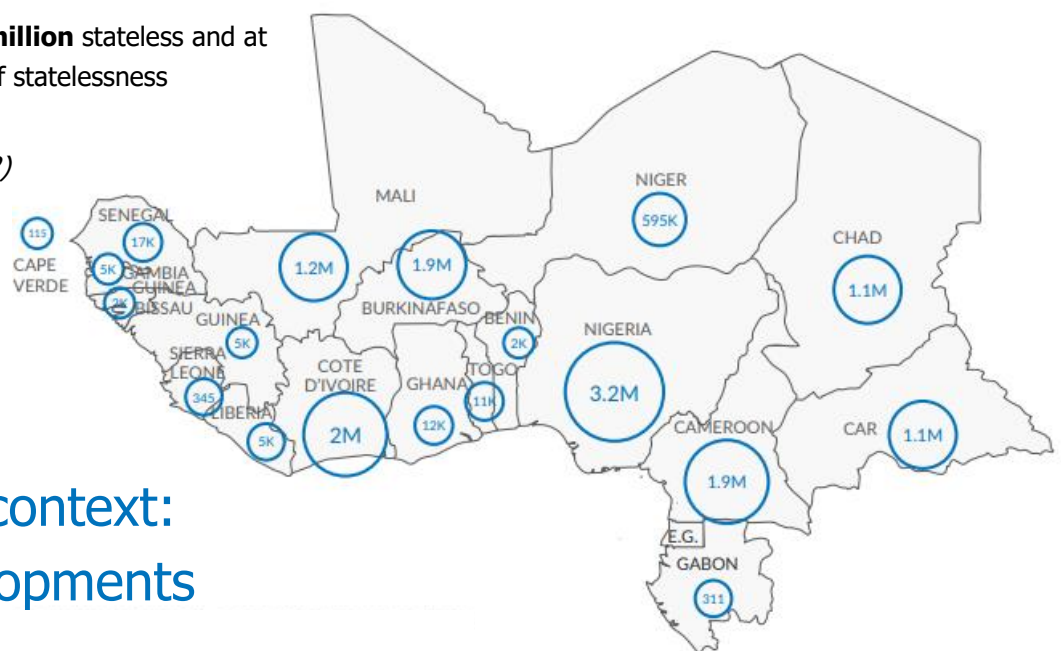 million stateless and at
f statelessness
)
MALI
NIGER
595K
SENEGAL
17K
115
CAPE
VERDE
5K
GAMBIA
GUINEA
BISSAU
2K
CHAD
1.1M
1.2M
1.9M
BURKINAFASO
BENIN
2K
NIGERIA
3.2M
GUINEA
5K
SIERRA
LEONE
345
LIBERIA
5K
COTE
D'IVOIRE
2M
GHANA
12K
TOGO
11K
CAMEROON
1.9M
CAR
1.1M
E.G.
GABON
311
context:
opments